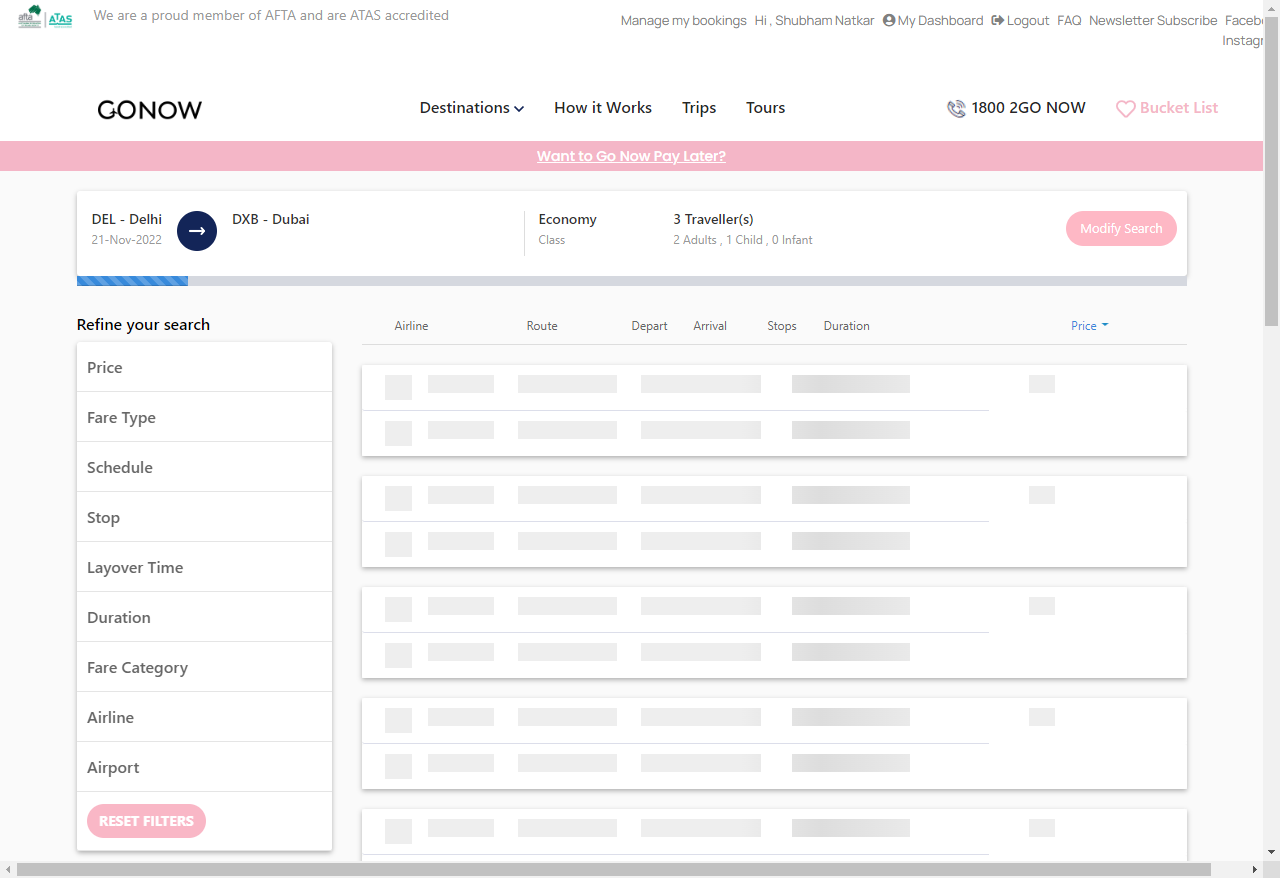 afta ATAS We are a proud member of AFTA and are ATAS accredited
Manage my bookings Hi , Shubham Natkar My Dashboard Logout FAQ Newsletter Subscribe
GONOW Destinations How it Works Trips Tours 1800 2GO NOW Bucket List
Want to Go Now Pay Later?
DEL - Delhi DXB - Dubai Economy 3 Traveller(s)
21-Nov-2022 Class 2 Adults , 1 Child , 0 Infant Modify Search
Refine your search
Airline Route Depart Arrival Stops Duration Price
Price
Fare Type
Schedule
Stop
Layover Time
Duration
Fare Category
Airline
Airport
RESET FILTERS